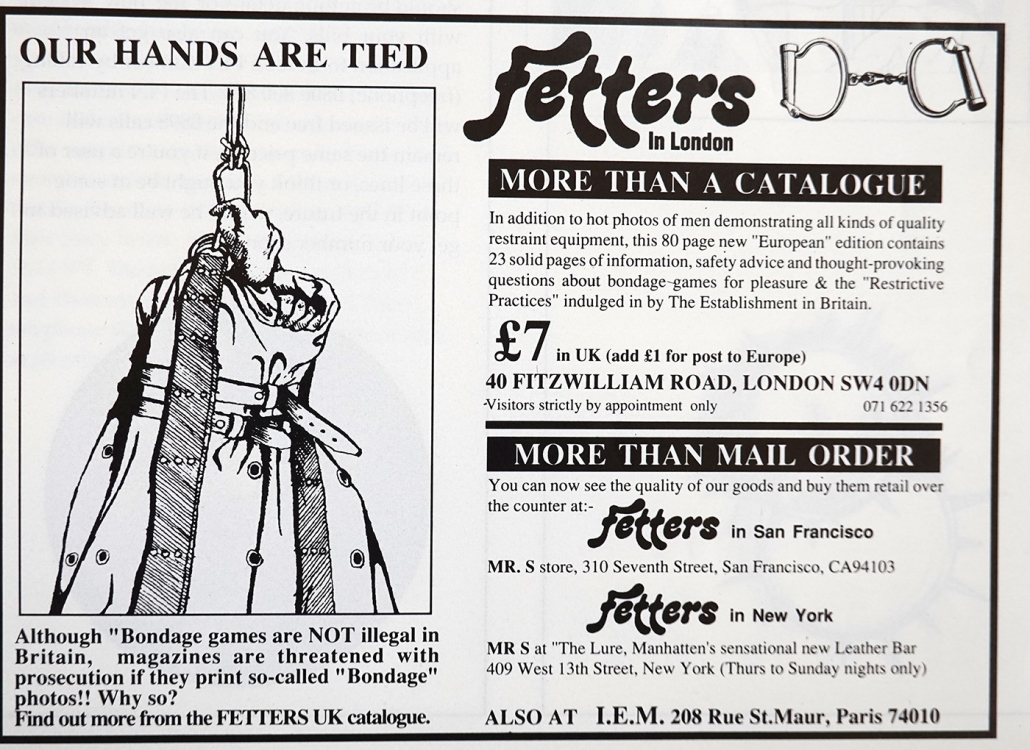 OUR HANDS ARE TIED
Although "Bondage games are NOT illegal in
Britain, magazines are threatened with
prosecution if they print so-called "Bondage"
photos!! Why so?
Find out more from the FETTERS UK catalogue.
Fetters
In London
MORE THAN A CATALOGUE
In addition to hot photos of men demonstrating all kinds of quality
restraint equipment, this 80 page new "European" edition contains
23 solid pages of information, safety advice and thought-provoking
questions about bondage-games for pleasure & the "Restrictive
Practices" indulged in by The Establishment in Britain.
£7 in UK (add £1 for post to Europe)
40 FITZWILLIAM ROAD, LONDON SW4 0DN
Visitors strictly by appointment only 071 622 1356
MORE THAN MAIL ORDER
You can now see the quality of our goods and buy them retail over
the counter at:-
Fetters in San Francisco
MR. S store, 310 Seventh Street, San Francisco, CA94103
Fetters in New York
MR S at "The Lure, Manhatten's sensational new Leather Bar
409 West 13th Street, New York (Thurs to Sunday nights only)
ALSO AT I.E.M. 208 Rue St.Maur, Paris 74010